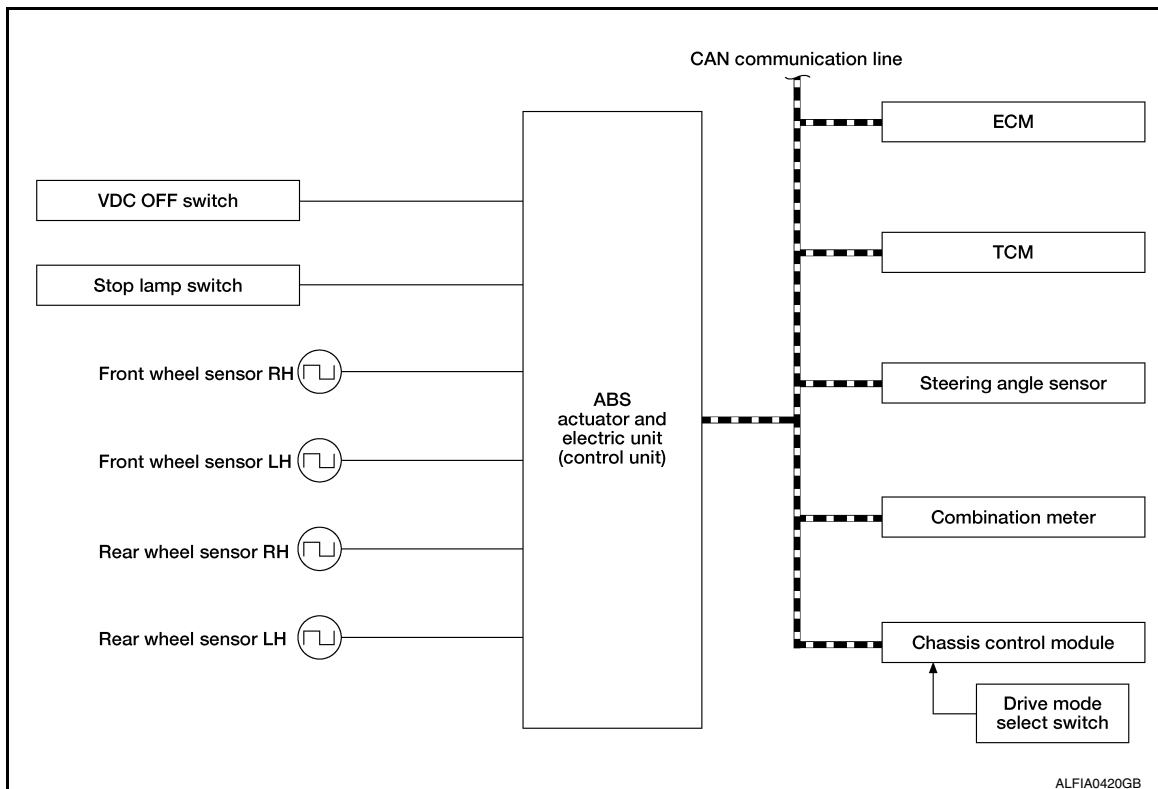 CAN communication line
ECM
VDC OFF switch
TCM
Stop lamp switch
Front wheel sensor RH
Steering angle sensor
ABS
actuator and
electric unit
(control unit)
Front wheel sensor LH
Combination meter
Rear wheel sensor RH
Rear wheel sensor LH
Chassis control module
Drive mode
select switch
ALFIA0420GB